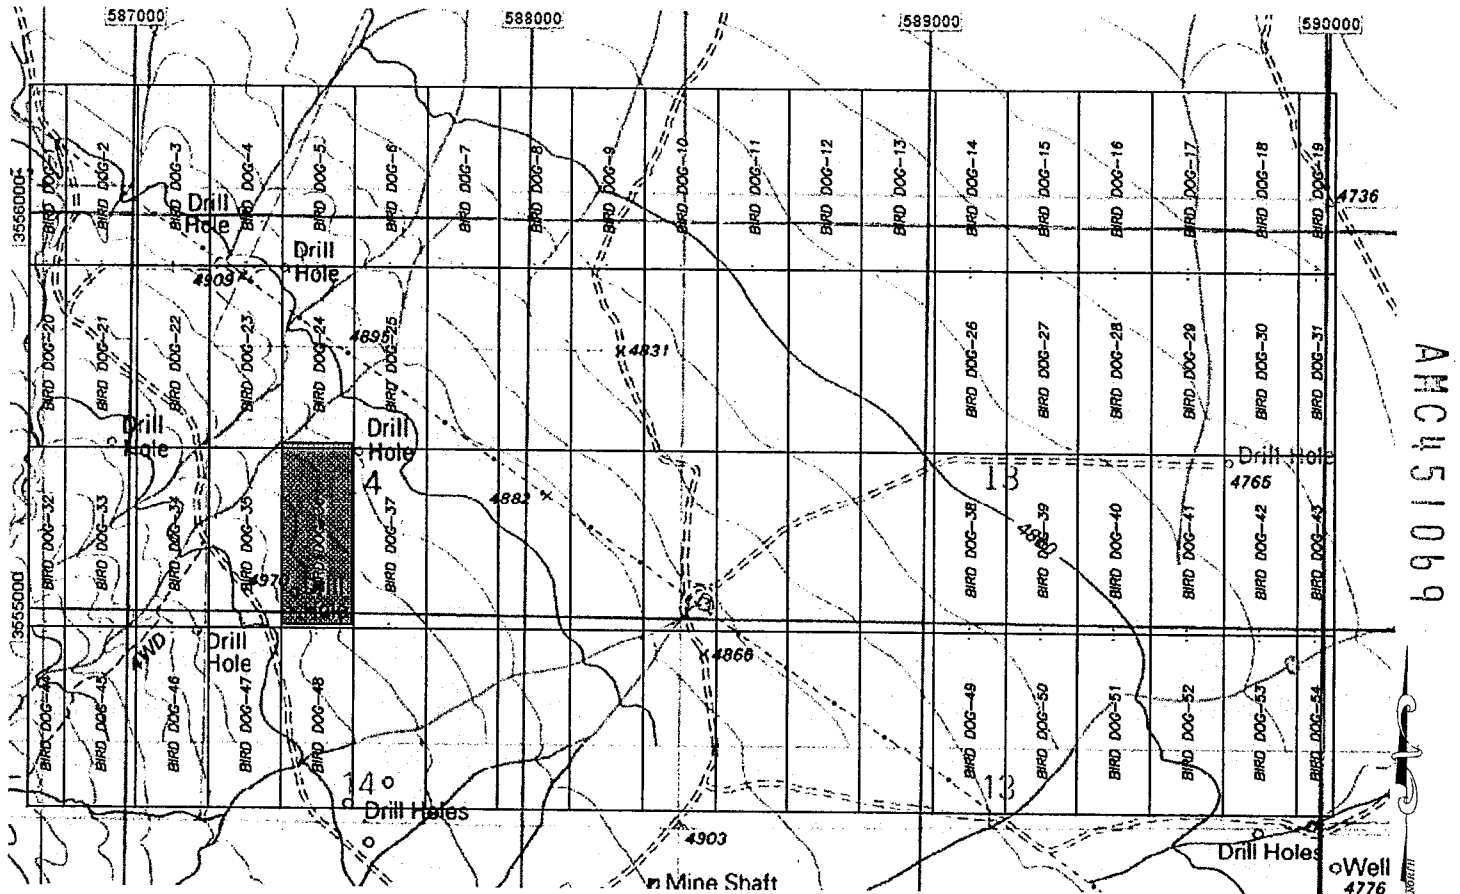 587000
588000
589000
590000
3556000
BIRD DOG-1
BIRD DOG-2
BIRD DOG-3
BIRD DOG-4
BIRD DOG-5
BIRD DOG-6
BIRD DOG-7
BIRD DOG-8
BIRD DOG-9
BIRD DOG-10
BIRD DOG-11
BIRD DOG-12
BIRD DOG-13
BIRD DOG-14
BIRD DOG-15
BIRD DOG-16
BIRD DOG-17
BIRD DOG-18
BIRD DOG-19
4736
Drill
Hole
Drill
Hole
4909
BIRD DOG-20
BIRD DOG-21
BIRD DOG-22
BIRD DOG-23
BIRD DOG-24
BIRD DOG-25
4895
4831
BIRD DOG-26
BIRD DOG-27
BIRD DOG-28
BIRD DOG-29
BIRD DOG-30
BIRD DOG-31
AMC451069
Drill
Hole
Drill
Hole
4
4882
13
Drill Hole
4765
3555000
BIRD DOG-32
BIRD DOG-33
BIRD DOG-34
BIRD DOG-35
BIRD DOG-37
BIRD DOG-38
BIRD DOG-39
BIRD DOG-40
BIRD DOG-41
BIRD DOG-42
BIRD DOG-43
4970
Drill
Hole
4WD
Drill
Hole
4866
BIRD DOG-44
BIRD DOG-45
BIRD DOG-46
BIRD DOG-47
BIRD DOG-48
BIRD DOG-49
BIRD DOG-50
BIRD DOG-51
BIRD DOG-52
BIRD DOG-53
BIRD DOG-54
14
13
Drill Holes
4903
Mine Shaft
Drill Holes
Well
4776